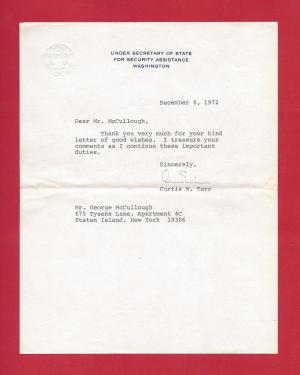 UNDER SECRETARY OF STATE
FOR SECURITY ASSISTANCE
WASHINGTON
December 8, 1972
Dear Mr. McCullough,
Thank you very much for your kind
letter of good wishes. I treasure your
comments as I continue these important
duties.
Sincerely,
Curtis W. Tarr
Mr. George McCullough
475 Tysens Lane, Apartment 4C
Staten Island, New York 10306